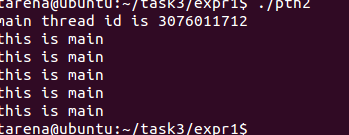 tarena@ubuntu:~/task3/expr1$ ./pth2
main thread id is 3076011712
this is main
this is main
this is main
this is main
this is main
tarena@ubuntu:~/task3/expr1$